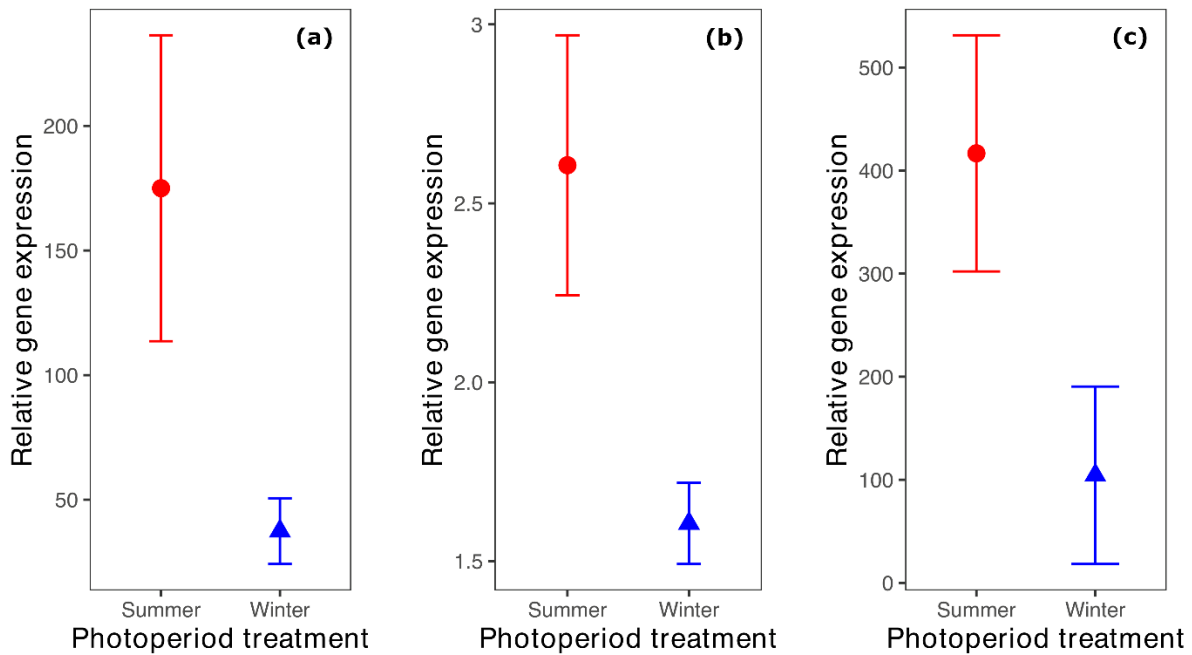 (a)
Relative gene expression
200
150
100
50
Summer
Winter
Photoperiod treatment
(b)
Relative gene expression
3
2.5
2.0
1.5
Summer
Winter
Photoperiod treatment
(c)
Relative gene expression
500
400
300
200
100
0
Summer
Winter
Photoperiod treatment